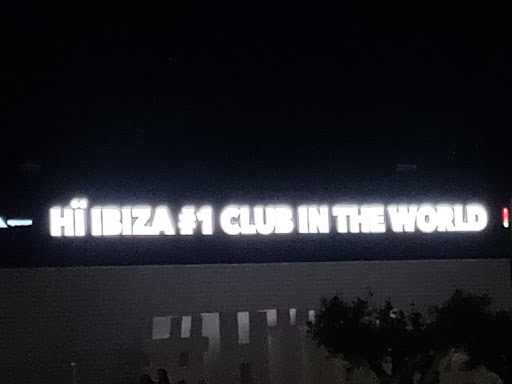 HÏ IBIZA #1 CLUB IN THE WORLD